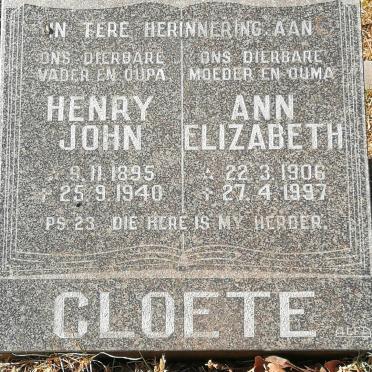 IN TERE HERINNERING AAN
ONS DIERBARE VADER EN OUPA
HENRY JOHN
☆ 9.11.1895
✝ 25.9.1940
ONS DIERBARE MOEDER EN OUMA
ANN ELIZABETH
☆ 22.3.1906
✝ 27.4.1997
PS. 23 DIE HERE IS MY HERDER.
CLOETE